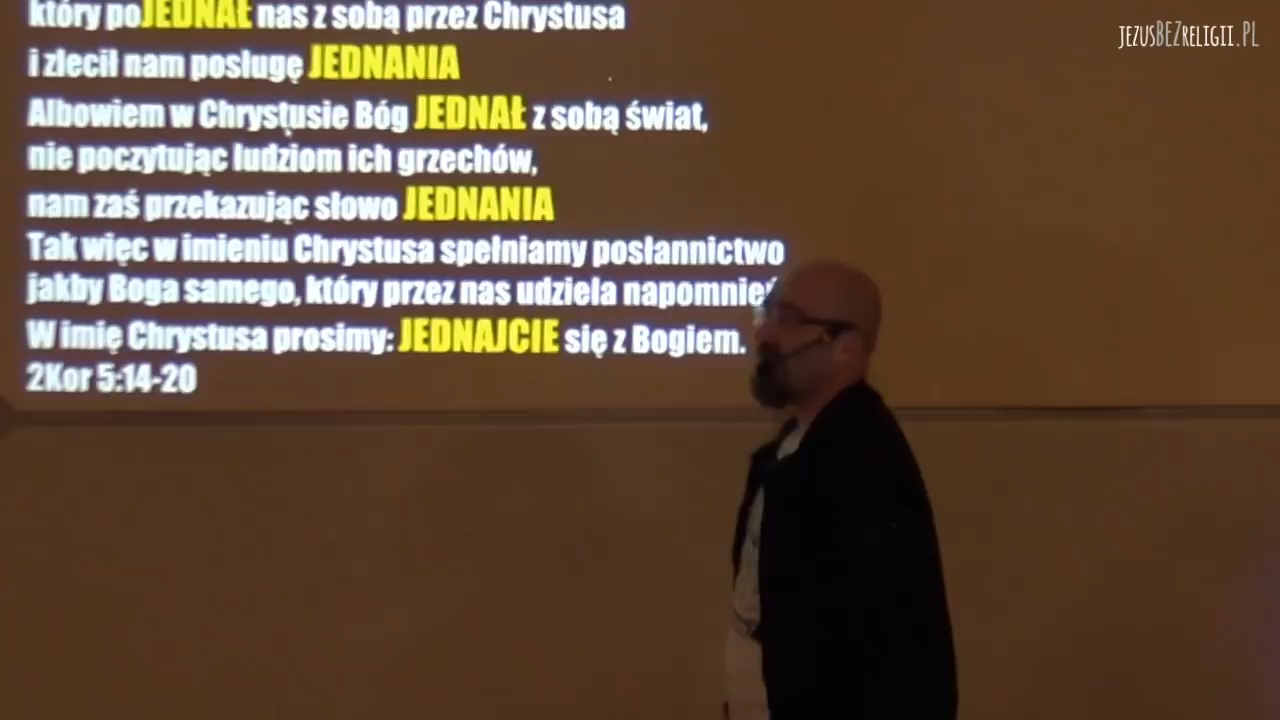 który poJEDNAŁ nas z sobą przez Chrystusa
i zlecił nam posługę JEDNANIA
Albowiem w Chrystusie Bóg JEDNAŁ z sobą świat,
nie poczytując ludziom ich grzechów,
nam zaś przekazując słowo JEDNANIA
Tak więc w imieniu Chrystusa spełniamy posłannictwo
jakby Boga samego, który przez nas udziela napomnień
W imię Chrystusa prosimy: JEDNAJCIE się z Bogiem.
2Kor 5:14-20
JEZUSBEZRELIGII.PL